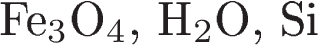 Fe₃O₄, H₂O, Si